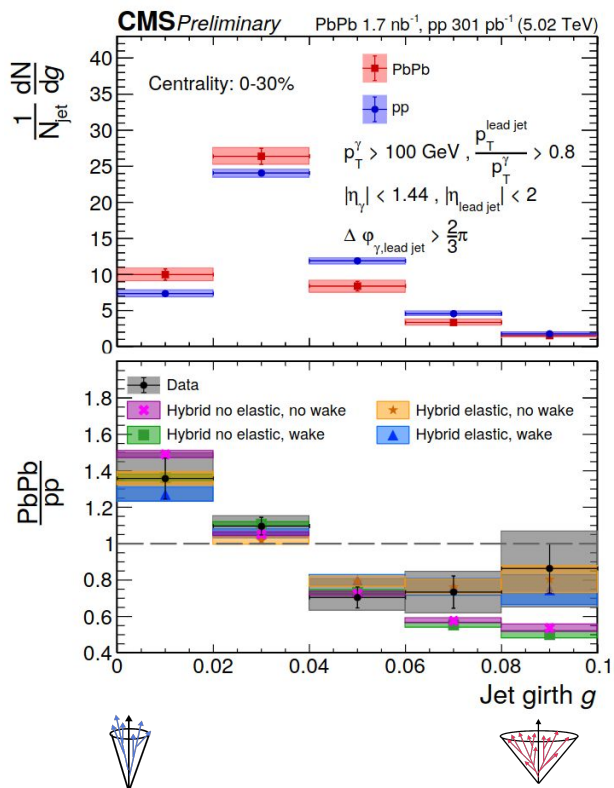 CMS Preliminary PbPb 1.7 nb⁻¹, pp 301 pb⁻¹ (5.02 TeV)
1/N_jet dN/dg
40
35
30
25
20
15
10
5
0
Centrality: 0-30%
PbPb
pp
p_T^γ > 100 GeV , p_T^lead jet / p_T^γ > 0.8
|η_γ| < 1.44 , |η_lead jet| < 2
Δ φ_γ,lead jet > 2/3 π
PbPb/pp
1.8
1.6
1.4
1.2
1
0.8
0.6
0.4
Data
Hybrid no elastic, no wake
Hybrid elastic, no wake
Hybrid no elastic, wake
Hybrid elastic, wake
0 0.02 0.04 0.06 0.08 0.1
Jet girth g